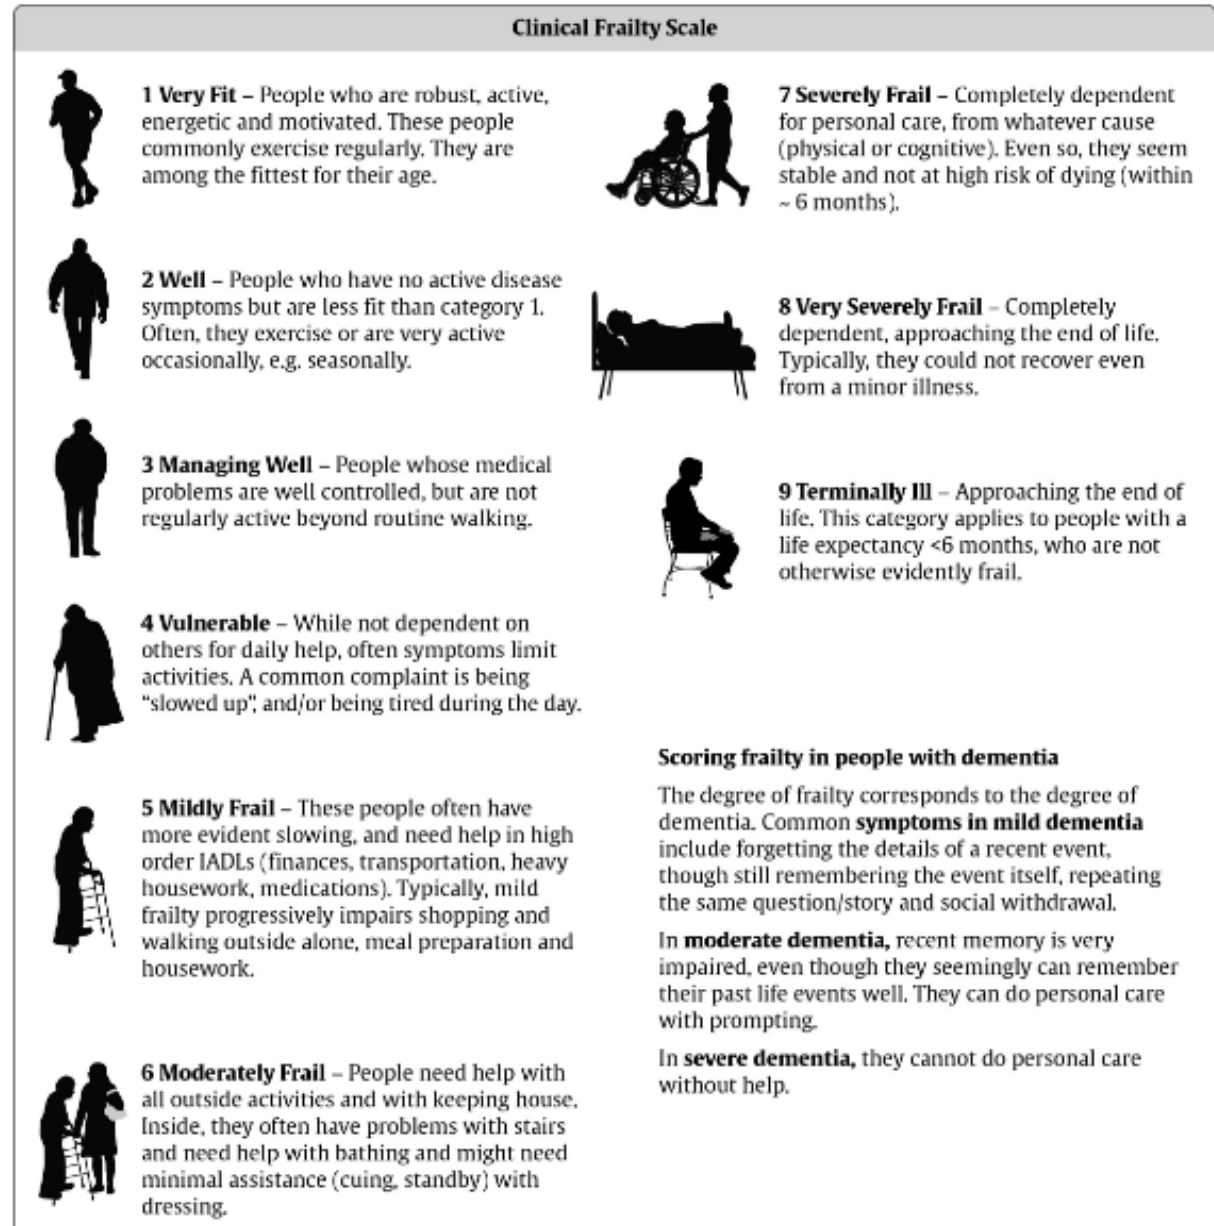 Clinical Frailty Scale
1 Very Fit – People who are robust, active,
energetic and motivated. These people
commonly exercise regularly. They are
among the fittest for their age.
2 Well – People who have no active disease
symptoms but are less fit than category 1.
Often, they exercise or are very active
occasionally, e.g. seasonally.
3 Managing Well – People whose medical
problems are well controlled, but are not
regularly active beyond routine walking.
4 Vulnerable – While not dependent on
others for daily help, often symptoms limit
activities. A common complaint is being
“slowed up”, and/or being tired during the day.
5 Mildly Frail – These people often have
more evident slowing, and need help in high
order IADLs (finances, transportation, heavy
housework, medications). Typically, mild
frailty progressively impairs shopping and
walking outside alone, meal preparation and
housework.
6 Moderately Frail – People need help with
all outside activities and with keeping house.
Inside, they often have problems with stairs
and need help with bathing and might need
minimal assistance (cuing, standby) with
dressing.
7 Severely Frail – Completely dependent
for personal care, from whatever cause
(physical or cognitive). Even so, they seem
stable and not at high risk of dying (within
~ 6 months).
8 Very Severely Frail – Completely
dependent, approaching the end of life.
Typically, they could not recover even
from a minor illness.
9 Terminally Ill – Approaching the end of
life. This category applies to people with a
life expectancy <6 months, who are not
otherwise evidently frail.
Scoring frailty in people with dementia
The degree of frailty corresponds to the degree of
dementia. Common symptoms in mild dementia
include forgetting the details of a recent event,
though still remembering the event itself, repeating
the same question/story and social withdrawal.
In moderate dementia, recent memory is very
impaired, even though they seemingly can remember
their past life events well. They can do personal care
with prompting.
In severe dementia, they cannot do personal care
without help.